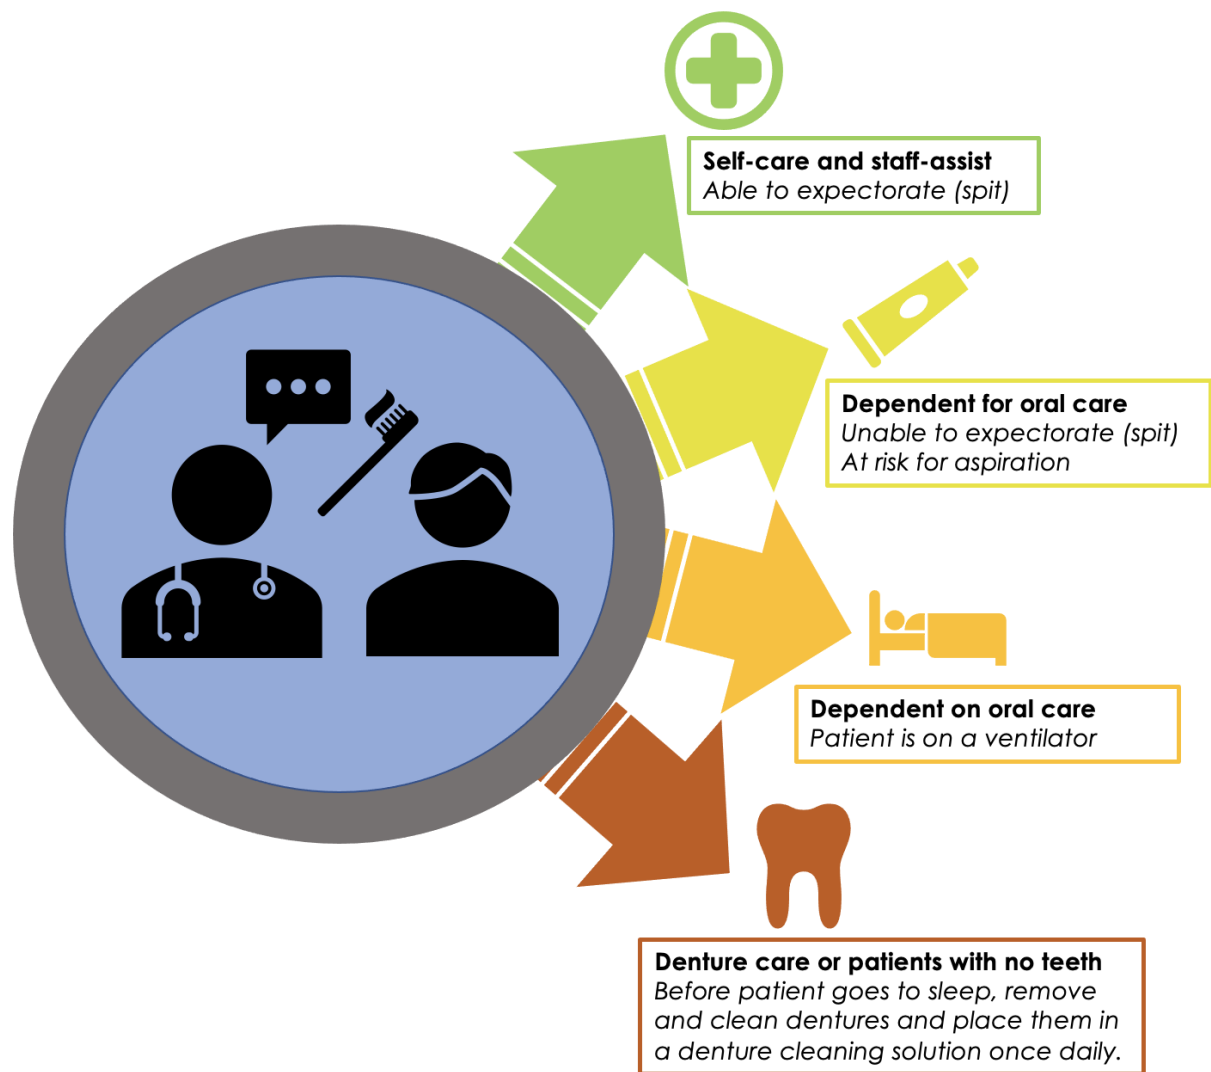 Self-care and staff-assist
Able to expectorate (spit)
Dependent for oral care
Unable to expectorate (spit)
At risk for aspiration
Dependent on oral care
Patient is on a ventilator
Denture care or patients with no teeth
Before patient goes to sleep, remove
and clean dentures and place them in
a denture cleaning solution once daily.